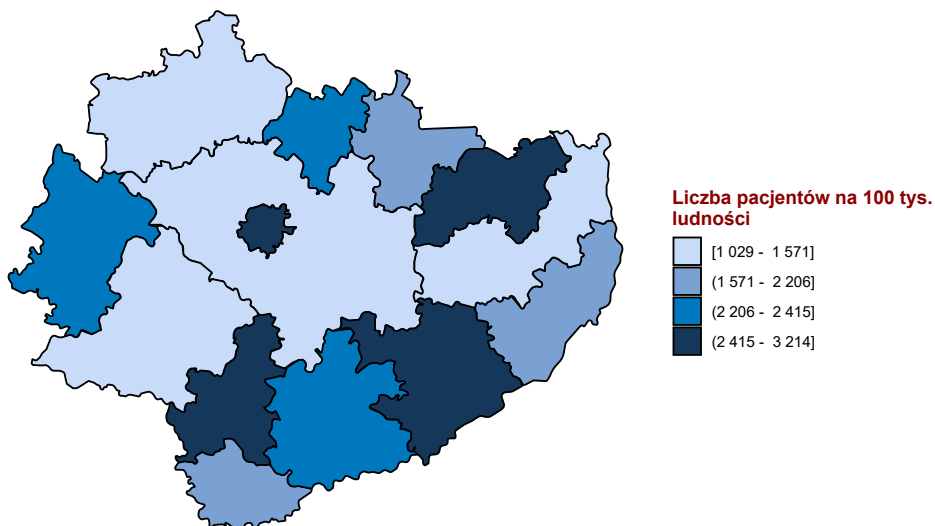 Liczba pacjentów na 100 tys.
ludności
[1 029 - 1 571]
(1 571 - 2 206]
(2 206 - 2 415]
(2 415 - 3 214]